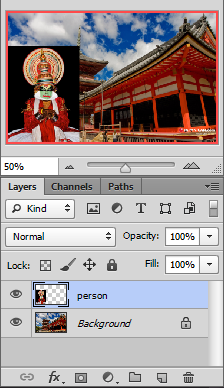 50%
Layers Channels Paths
Kind
Normal Opacity: 100%
Lock: Fill: 100%
person
Background
fx